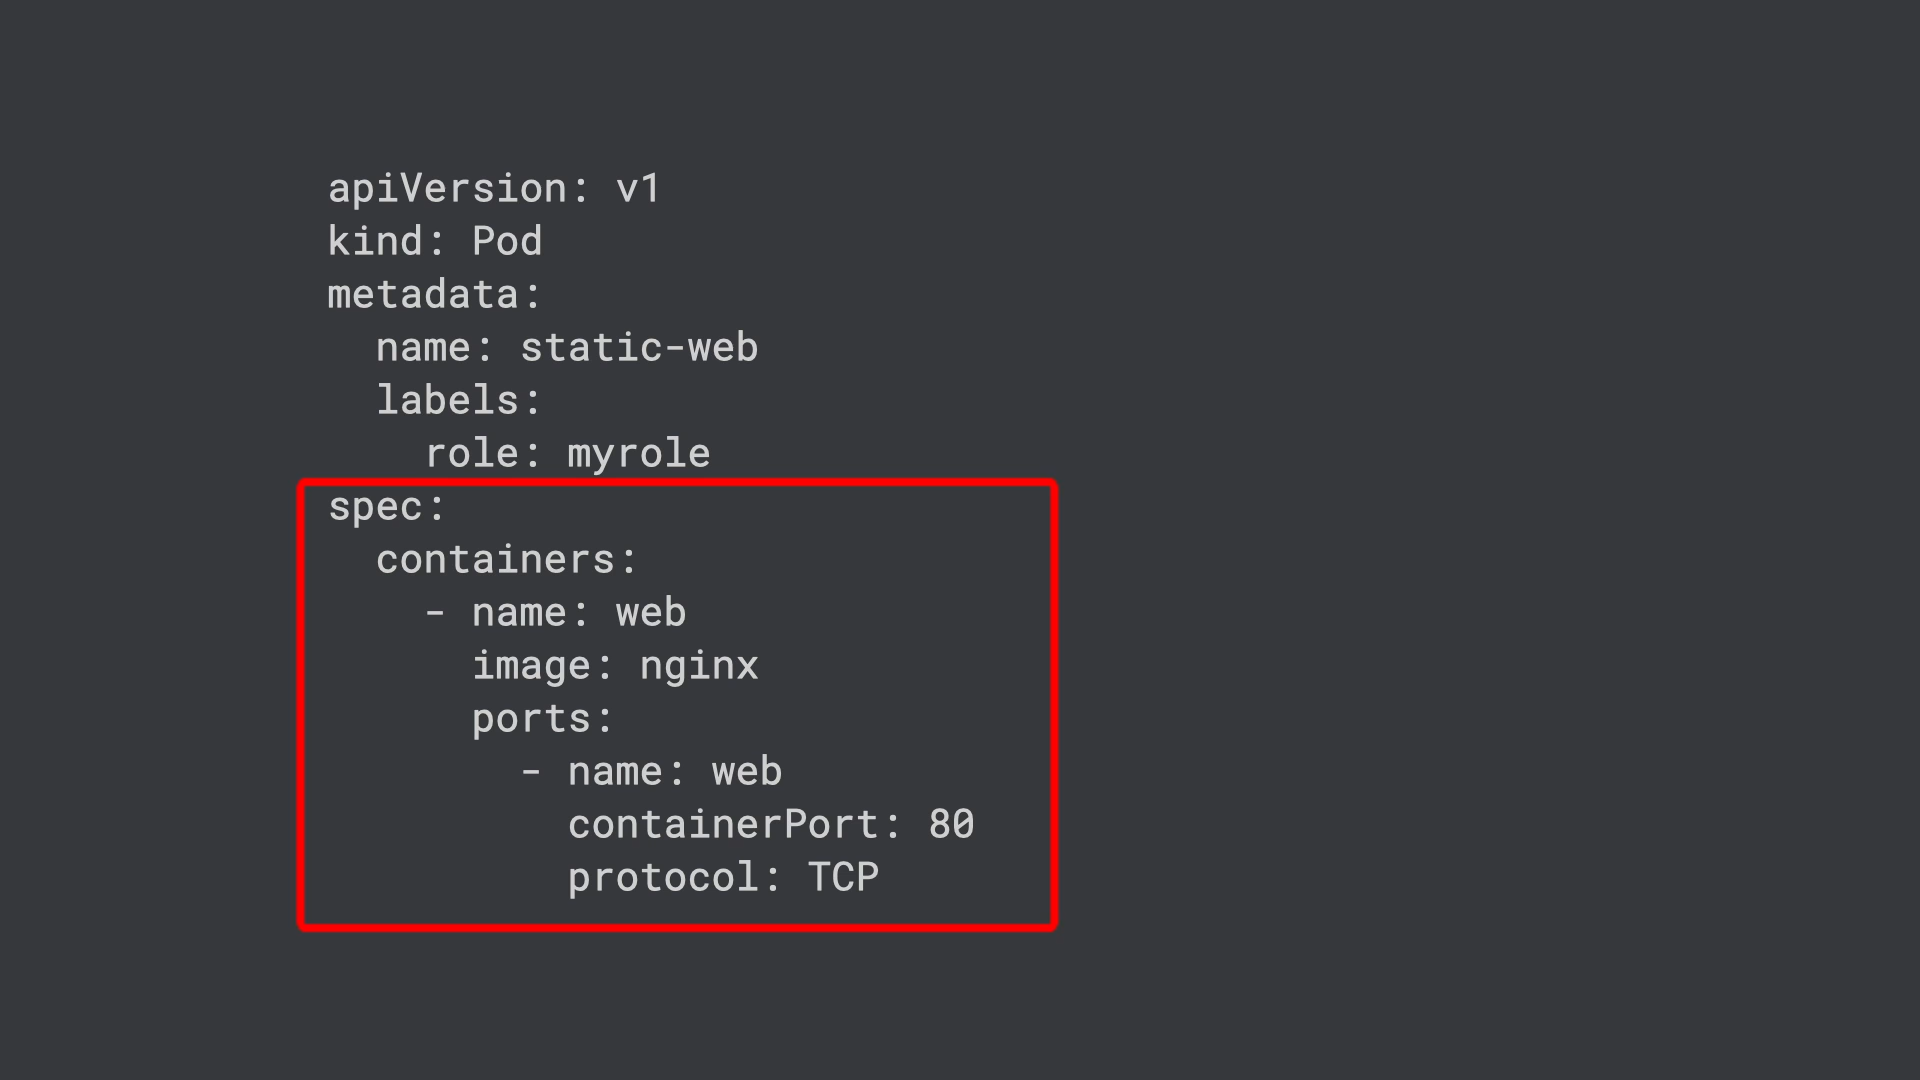 apiVersion: v1
kind: Pod
metadata:
  name: static-web
  labels:
    role: myrole
spec:
  containers:
    - name: web
      image: nginx
      ports:
        - name: web
          containerPort: 80
          protocol: TCP